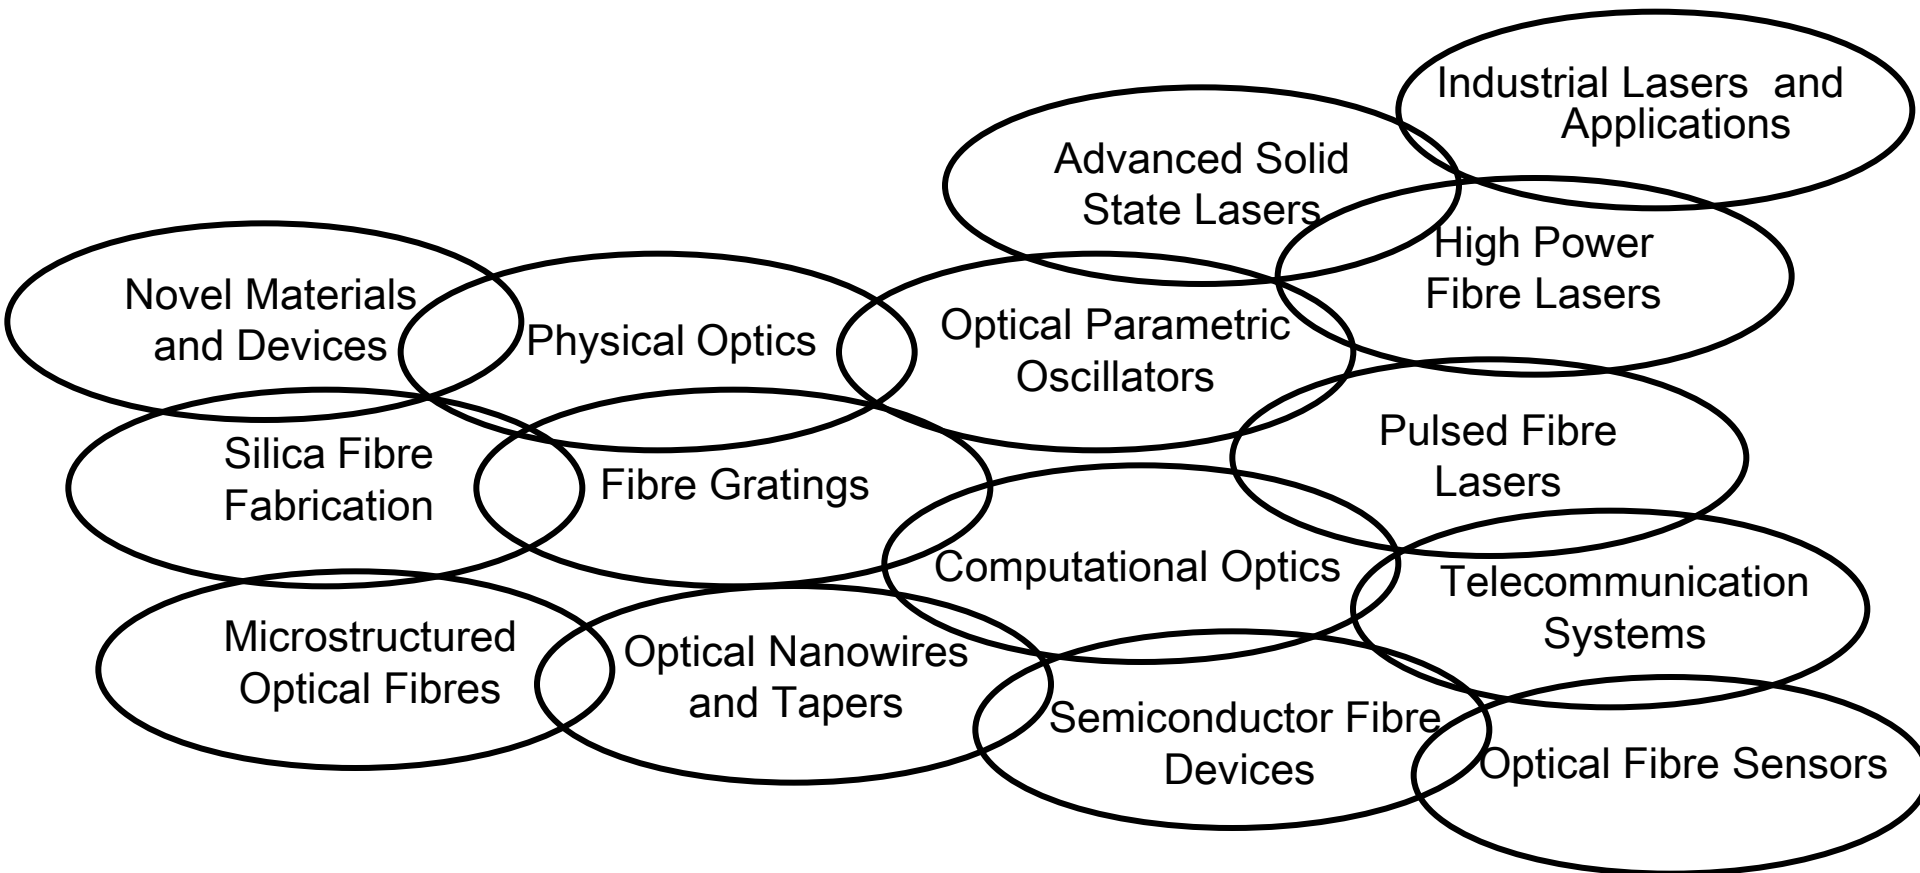 Industrial Lasers  and
Applications
Advanced Solid
State Lasers
High Power
Fibre Lasers
Novel Materials
and Devices
Physical Optics
Optical Parametric
Oscillators
Pulsed Fibre
Lasers
Silica Fibre
Fabrication
Fibre Gratings
Computational Optics
Telecommunication
Systems
Microstructured
Optical Fibres
Optical Nanowires
and Tapers
Semiconductor Fibre
Devices
Optical Fibre Sensors